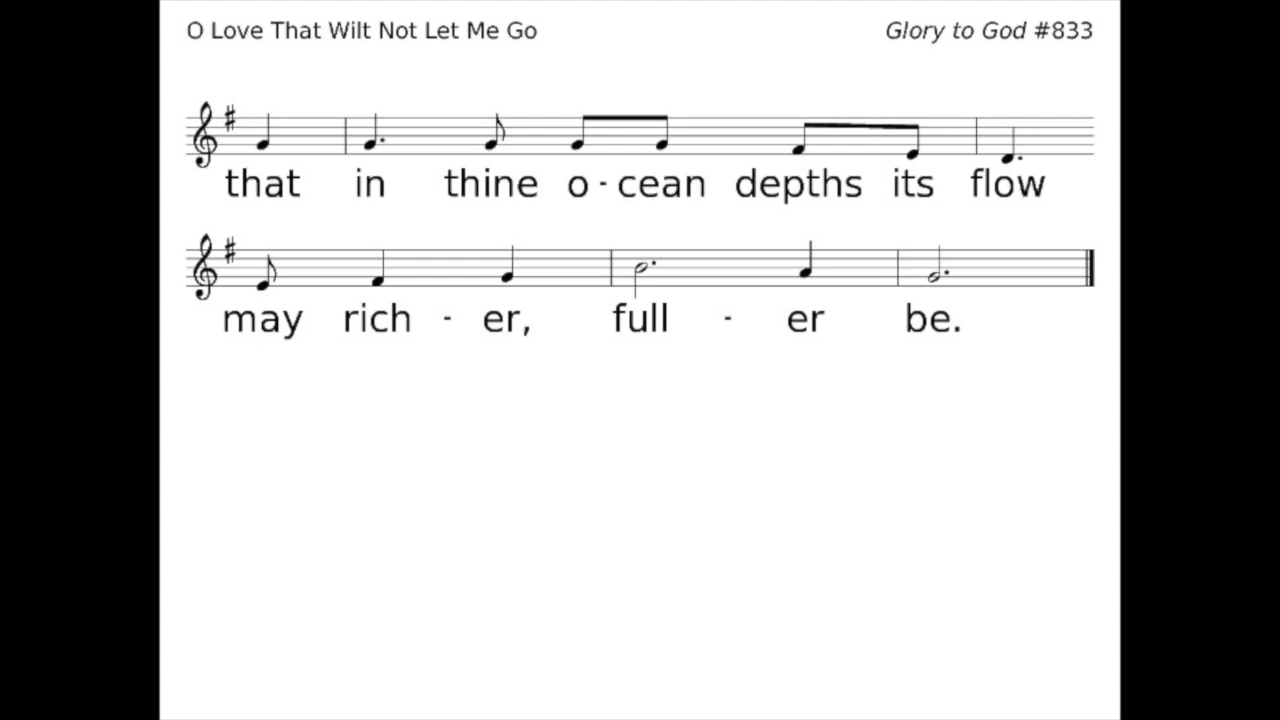 O Love That Wilt Not Let Me Go Glory to God #833
that in thine o - cean depths its flow
may rich - er, full - er be.